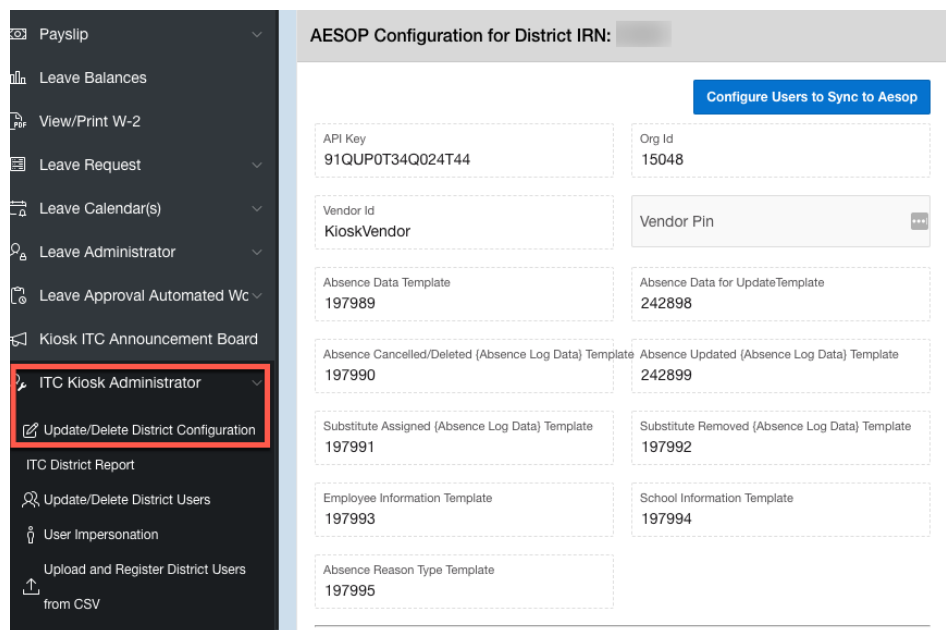 Payslip
Leave Balances
View/Print W-2
Leave Request
Leave Calendar(s)
Leave Administrator
Leave Approval Automated Wc
Kiosk ITC Announcement Board
ITC Kiosk Administrator
Update/Delete District Configuration
ITC District Report
Update/Delete District Users
User Impersonation
Upload and Register District Users
from CSV
AESOP Configuration for District IRN:
Configure Users to Sync to Aesop
API Key
91QUP0T34Q024T44
Org Id
15048
Vendor Id
KioskVendor
Vendor Pin
Absence Data Template
197989
Absence Data for UpdateTemplate
242898
Absence Cancelled/Deleted {Absence Log Data} Template
197990
Absence Updated {Absence Log Data} Template
242899
Substitute Assigned {Absence Log Data} Template
197991
Substitute Removed {Absence Log Data} Template
197992
Employee Information Template
197993
School Information Template
197994
Absence Reason Type Template
197995